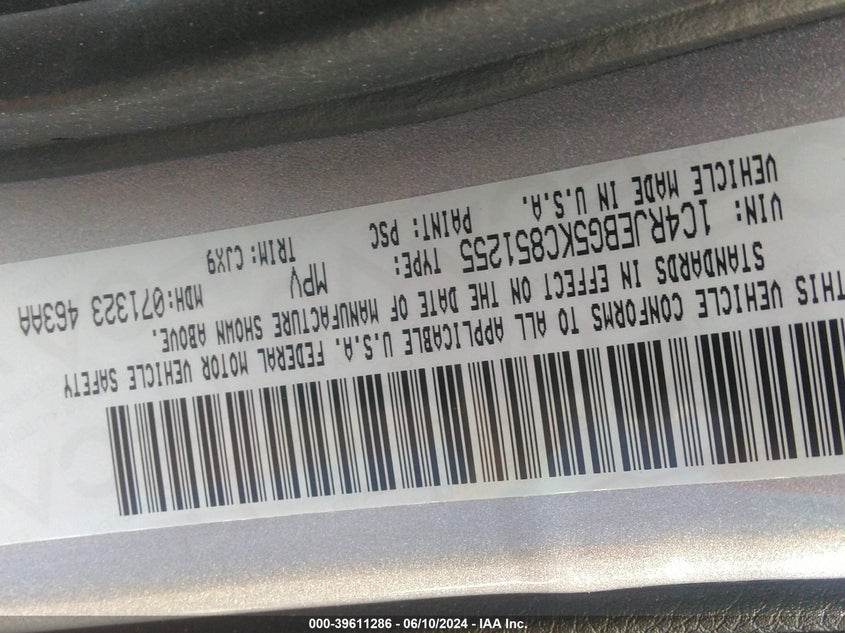 THIS VEHICLE CONFORMS TO ALL APPLICABLE U.S.A. FEDERAL MOTOR VEHICLE SAFETY
STANDARDS IN EFFECT ON THE DATE OF MANUFACTURE SHOWN ABOVE.
VIN: 1C4RJEBG5KC851255 TYPE: MPV MDH:071323 463AA
VEHICLE MADE IN U.S.A. PAINT: PSC TRIM: CJX9
000-39611286 - 06/10/2024 - IAA Inc.